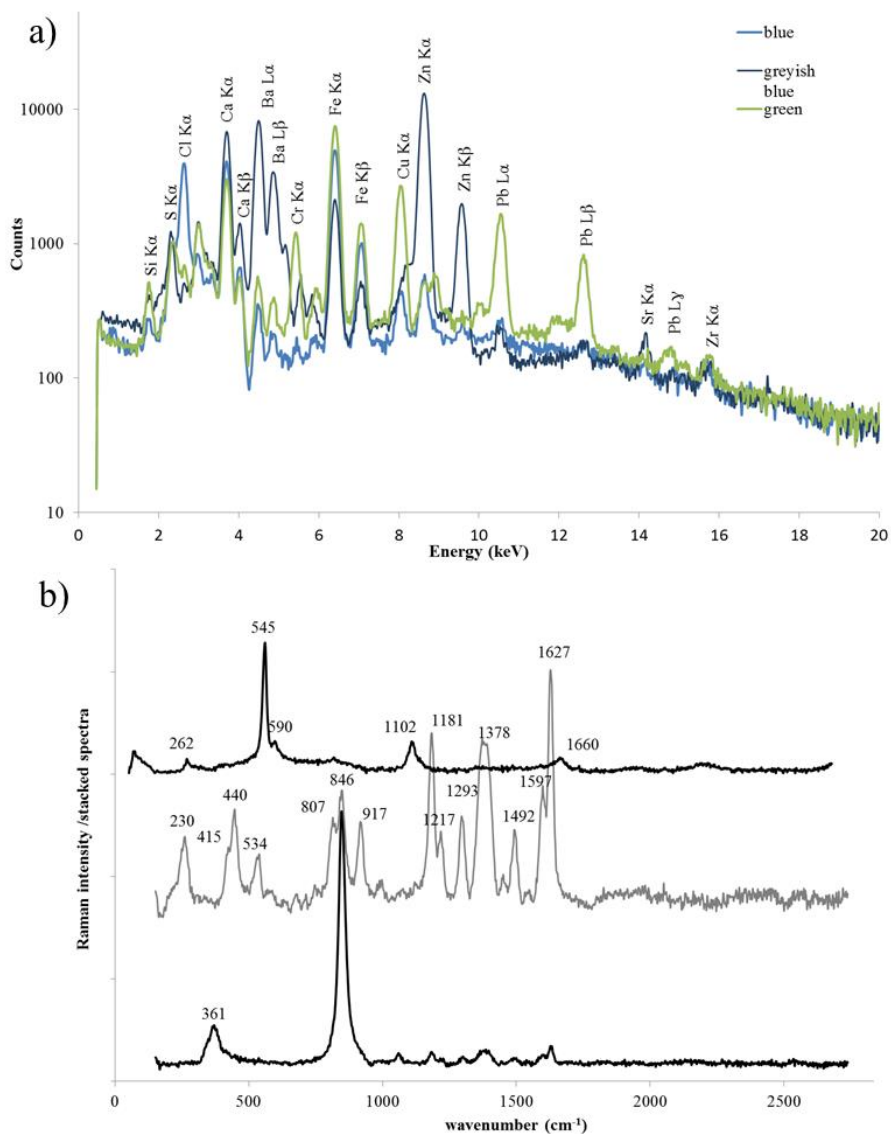 a)
blue
greyish
blue
green
Counts
10000
1000
100
10
Si Kα
S Kα
Cl Kα
Ca Kα
Ca Kβ
Ba Lα
Ba Lβ
Cr Kα
Fe Kα
Fe Kβ
Cu Kα
Zn Kα
Zn Kβ
Pb Lα
Pb Lβ
Sr Kα
Pb Lγ
Zr Kα
0 2 4 6 8 10 12 14 16 18 20
Energy (keV)
b)
Raman intensity /stacked spectra
545
590
262
1102
1660
1627
1181
1378
846
807
917
440
230
415
534
1217
1293
1492
1597
361
0 500 1000 1500 2000 2500
wavenumber (cm⁻¹)